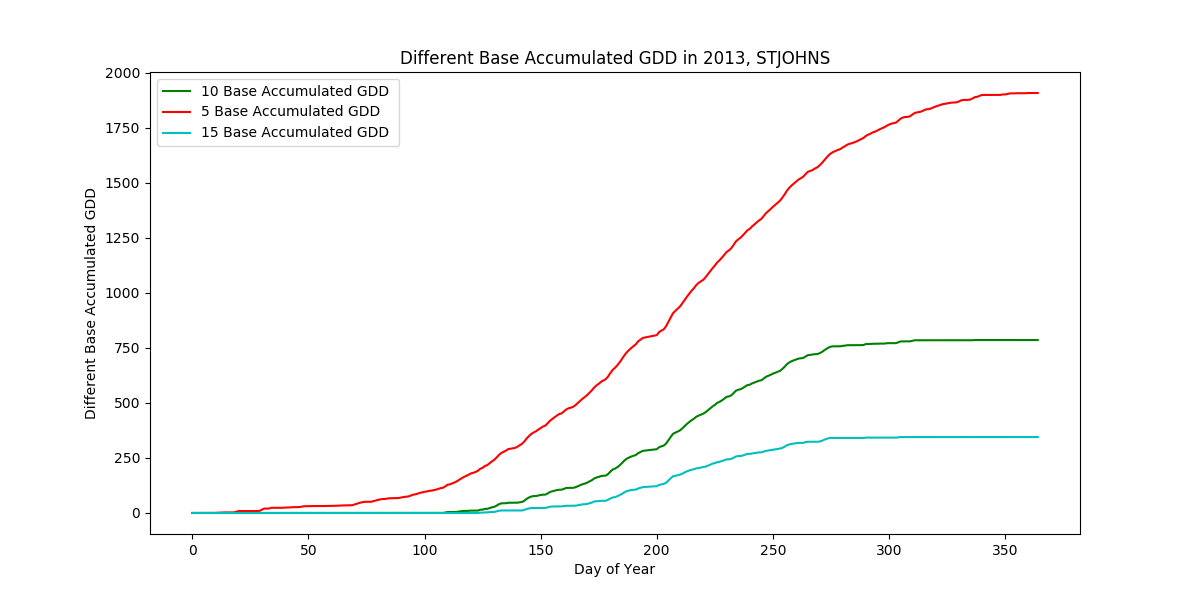 Different Base Accumulated GDD in 2013, STJOHNS
10 Base Accumulated GDD
5 Base Accumulated GDD
15 Base Accumulated GDD
Different Base Accumulated GDD
2000
1750
1500
1250
1000
750
500
250
0
0 50 100 150 200 250 300 350
Day of Year